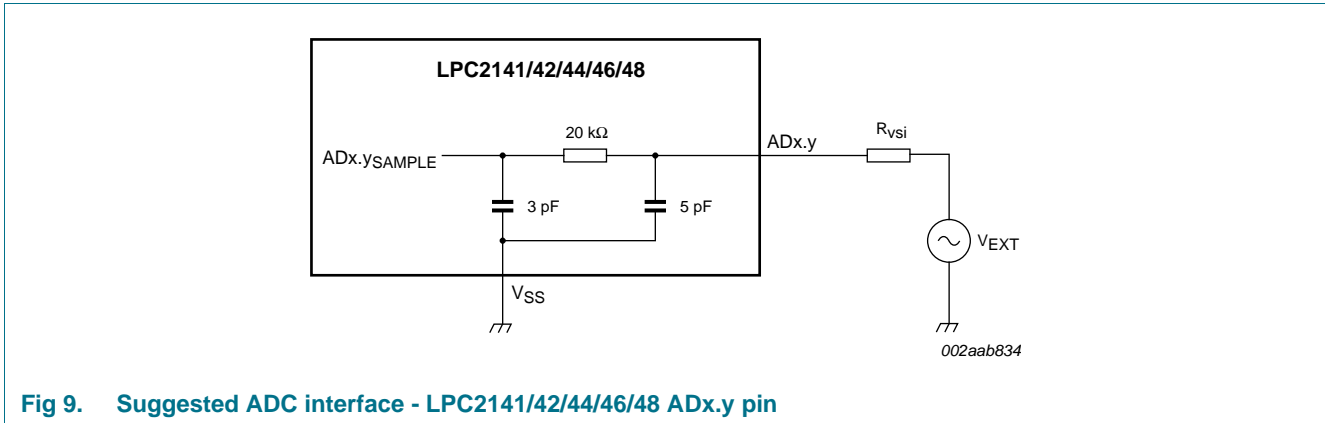 LPC2141/42/44/46/48
20 kΩ
ADx.y
Rvsi
ADx.ySAMPLE
3 pF
5 pF
VEXT
VSS
002aab834
Fig 9. Suggested ADC interface - LPC2141/42/44/46/48 ADx.y pin